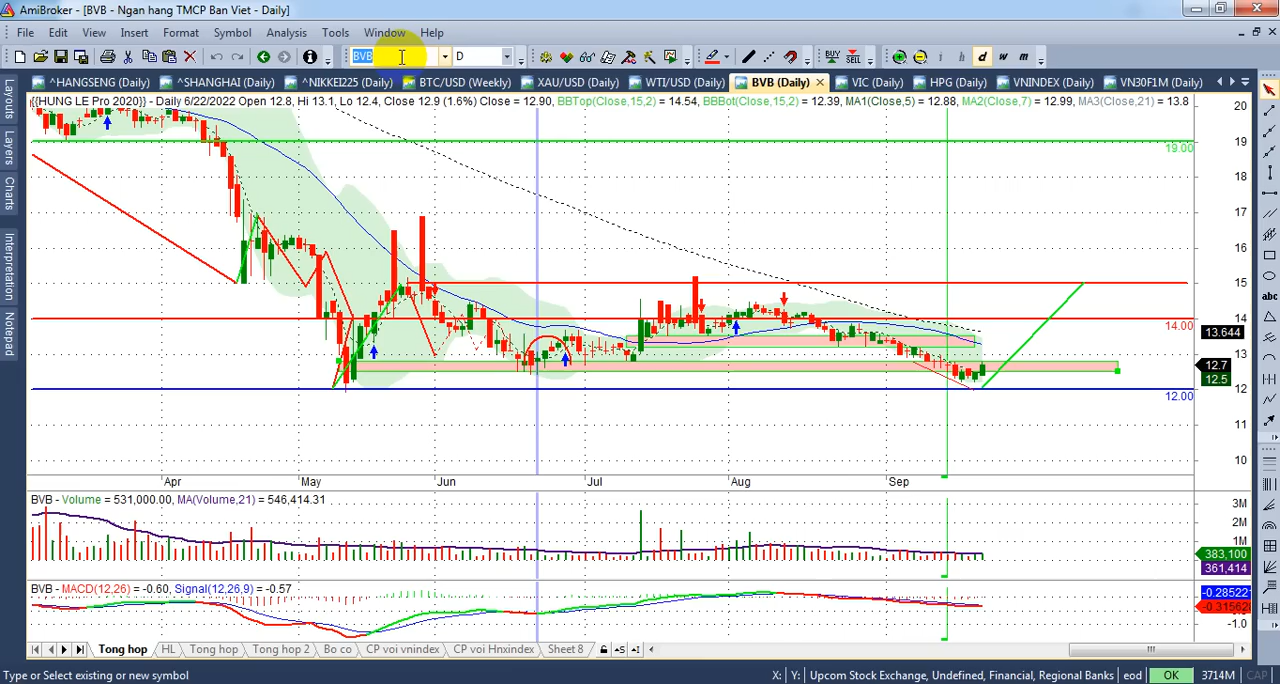 AmiBroker - [BVB - Ngan hang TMCP Ban Viet - Daily]
File Edit View Insert Format Symbol Analysis Tools Window Help
BVB D BUY SELL i h d w m
^HANGSENG (Daily) ^SHANGHAI (Daily) ^NIKKEI225 (Daily) BTC/USD (Weekly) XAU/USD (Daily) WTI/USD (Daily) BVB (Daily) VIC (Daily) HPG (Daily) VNINDEX (Daily) VN30F1M (Daily)
Layouts
Layers
Charts
Interpretation
Notepad
{{HUNG LE Pro 2020}} - Daily 6/22/2022 Open 12.8, Hi 13.1, Lo 12.4, Close 12.9 (1.6%) Close = 12.90, BBTop(Close,15,2) = 14.54, BBBot(Close,15,2) = 12.39, MA1(Close,5) = 12.88, MA2(Close,7) = 12.99, MA3(Close,21) = 13.8
20
19
19.00
18
17
16
15
14
14.00
13.644
13
12.7
12.5
12
12.00
11
10
Apr May Jun Jul Aug Sep
abc
BVB - Volume = 531,000.00, MA(Volume,21) = 546,414.31
3M
2M
1M
383,100
361,414
BVB - MACD(12,26) = -0.60, Signal(12,26,9) = -0.57
-0.28522
-0.31562
-1.0
Tong hop HL Tong hop Tong hop 2 Bo co CP voi vnindex CP voi Hnxindex Sheet 8
Type or Select existing or new symbol X: Y: Upcom Stock Exchange, Undefined, Financial, Regional Banks eod OK 3714M CAP